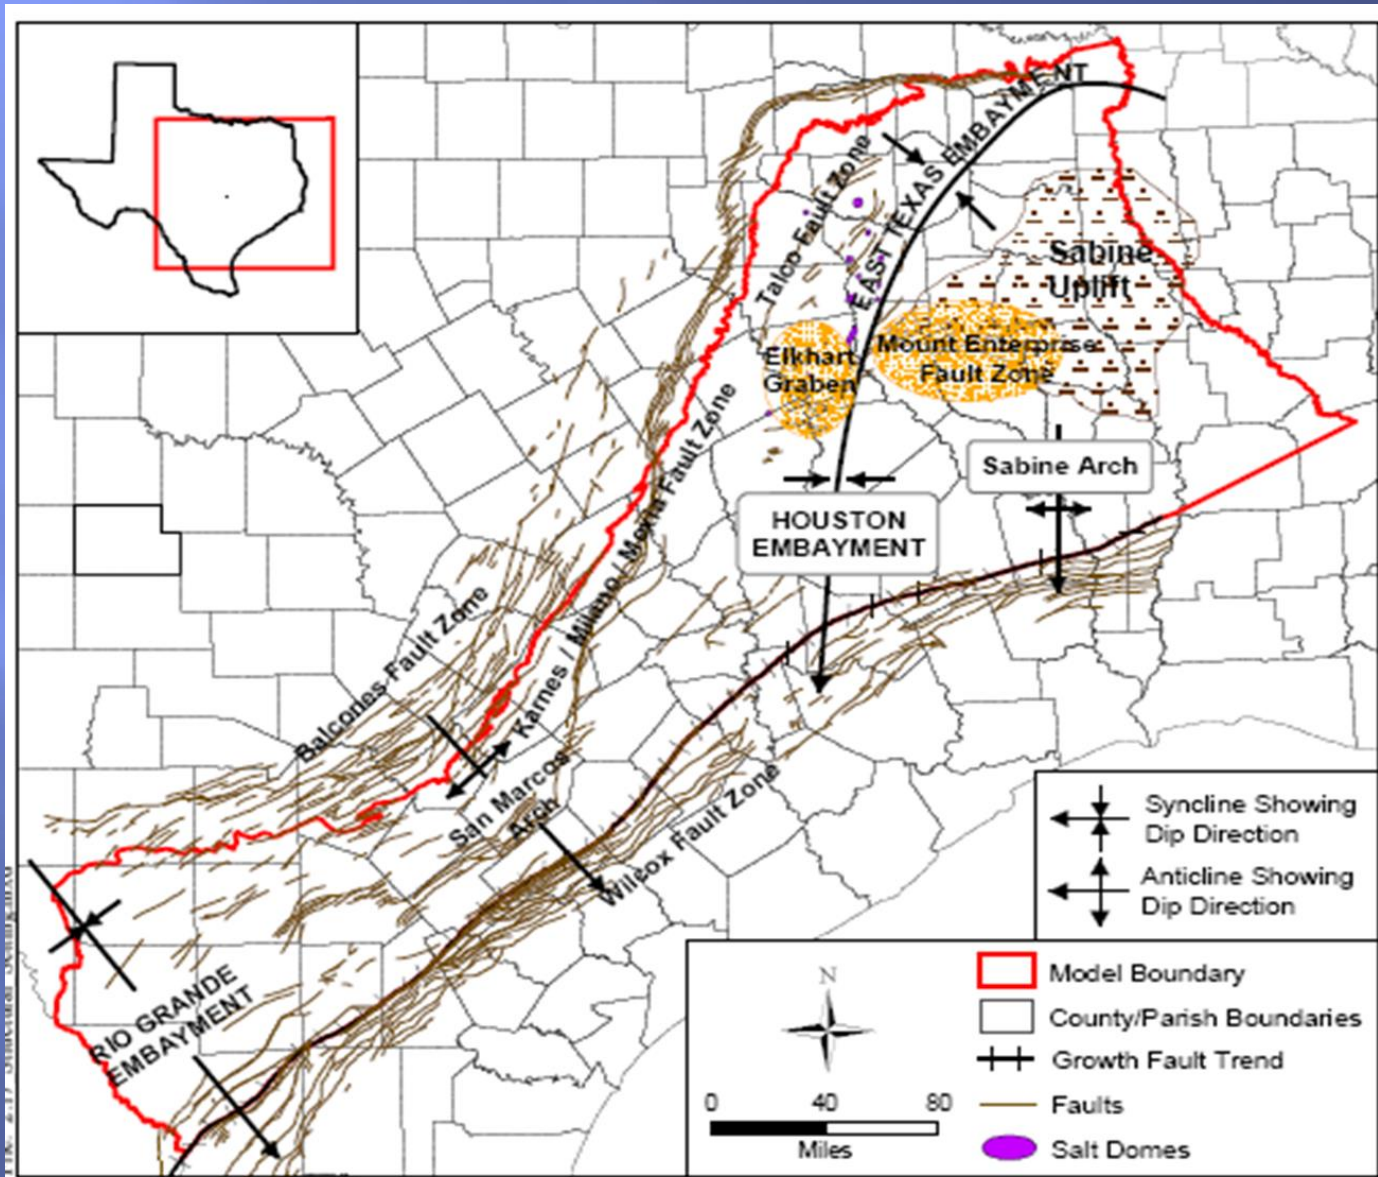 EAST TEXAS EMBAYMENT
Talco Fault Zone
Sabine
Uplift
Elkhart
Graben
Mount Enterprise
Fault Zone
Karnes / Milano / Mexia Fault Zone
Sabine Arch
HOUSTON
EMBAYMENT
Balcones Fault Zone
San Marcos
Arch
Wilcox Fault Zone
RIO GRANDE
EMBAYMENT
Syncline Showing
Dip Direction
Anticline Showing
Dip Direction
N
0 40 80
Miles
Model Boundary
County/Parish Boundaries
Growth Fault Trend
Faults
Salt Domes